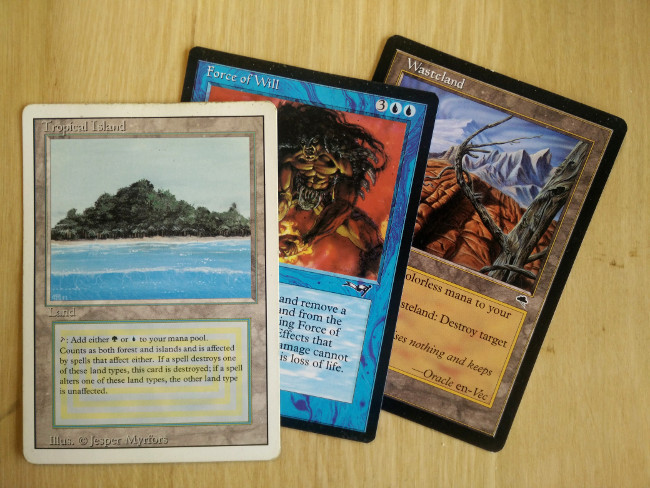 Tropical Island
Land
: Add either or to your mana pool.
Counts as both forest and islands and is affected
by spells that affect either. If a spell destroys one
of these land types, this card is destroyed; if a spell
alters one of these land types, the other land type
is unaffected.
Illus. © Jesper Myrfors
Force of Will
3
and remove a
nd from the
ing Force of
Effects that
mage cannot
is loss of life.
Wasteland
olorless mana to your
steland: Destroy target
ses nothing and keeps
—Oracle en-Vec